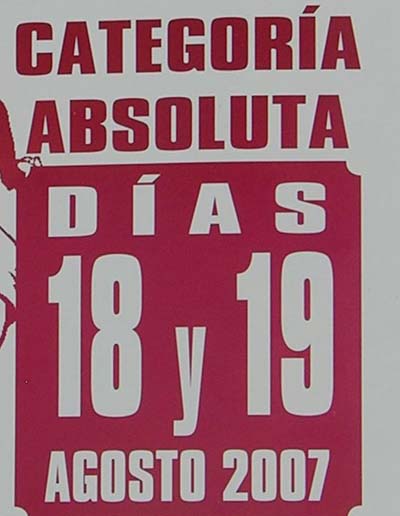 CATEGORÍA
ABSOLUTA
DÍAS
18 y 19
AGOSTO 2007